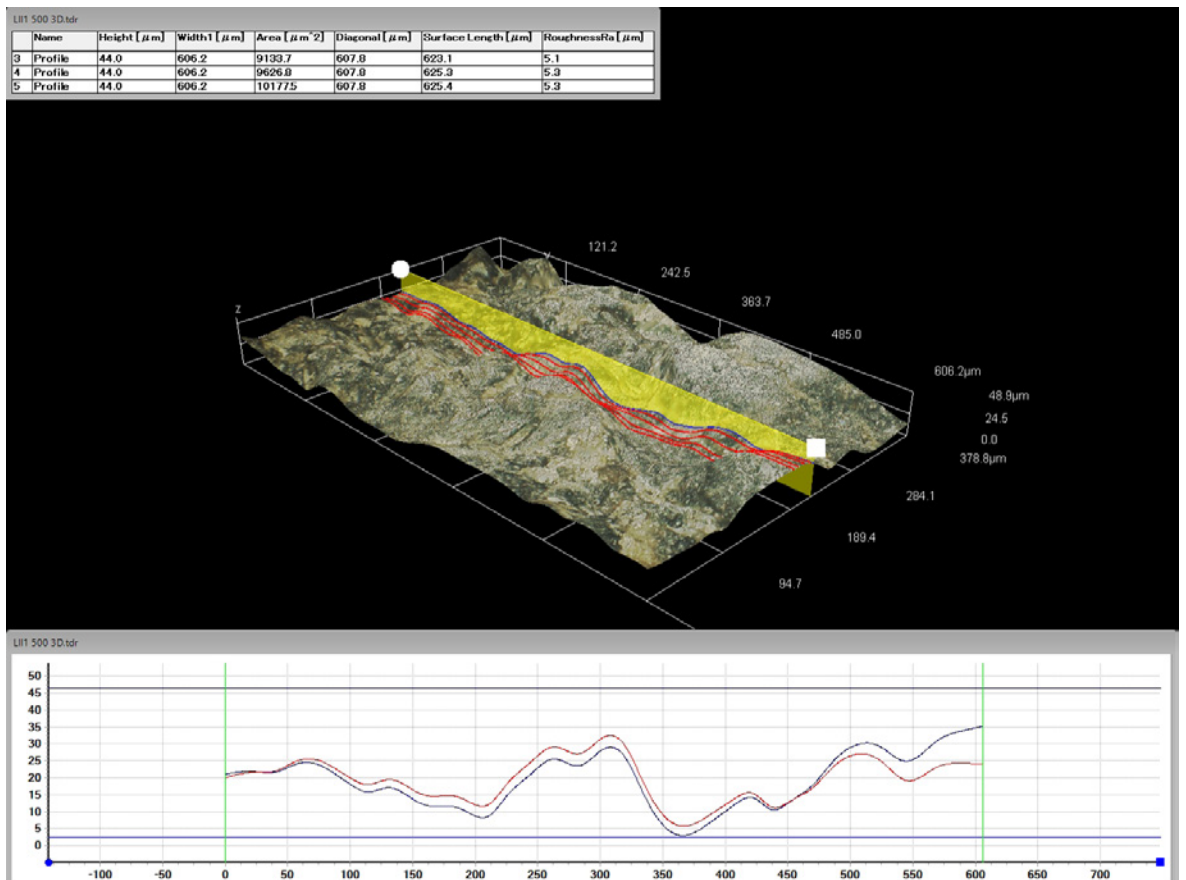 LII1 500 3D.tdr
Name Height [μm] Width1 [μm] Area [μm^2] Diagonal [μm] Surface Length [μm] RoughnessRa [μm]
3 Profile 44.0 606.2 9133.7 607.8 623.1 5.1
4 Profile 44.0 606.2 9626.8 607.8 625.3 5.3
5 Profile 44.0 606.2 10177.5 607.8 625.4 5.3
121.2
Y
242.5
363.7
Z
485.0
606.2μm
48.9μm
24.5
0.0
378.8μm
284.1
189.4
94.7
LII1 500 3D.tdr
50
45
40
35
30
25
20
15
10
5
0
-100 -50 0 50 100 150 200 250 300 350 400 450 500 550 600 650 700